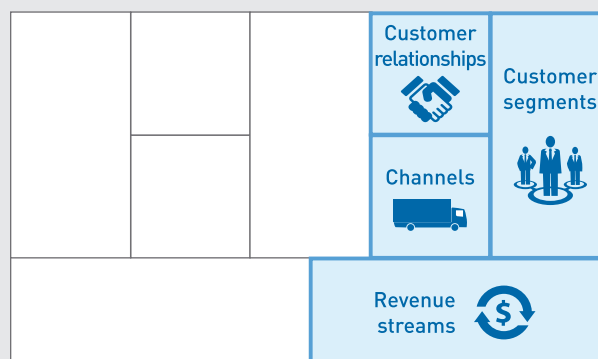 Customer
relationships
Customer
segments
Channels
Revenue
streams
$